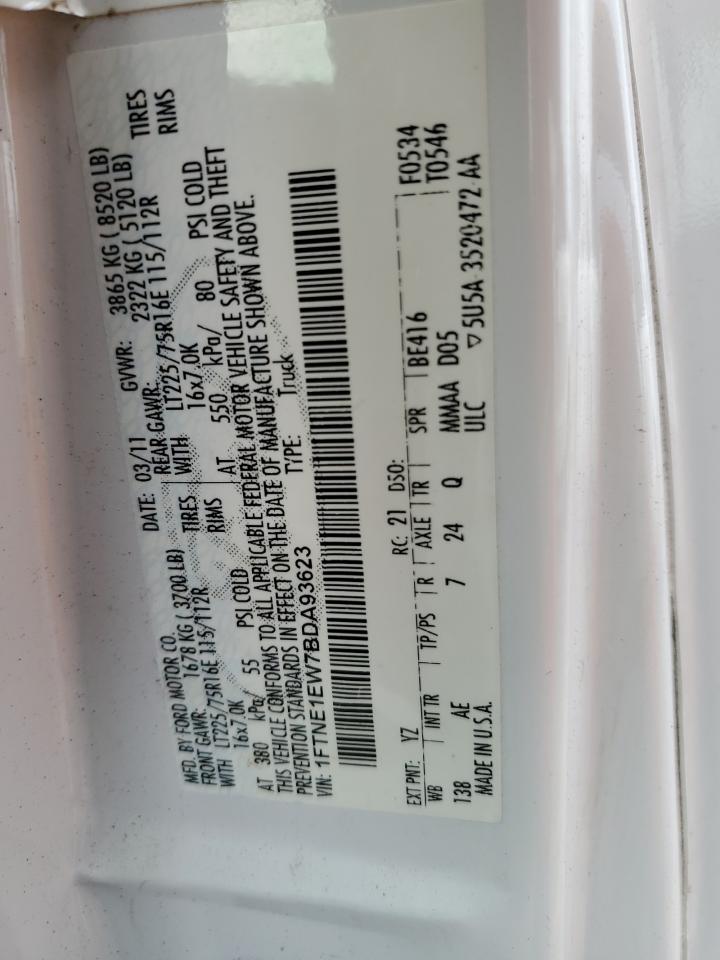 MFD. BY FORD MOTOR CO.
DATE: 03/11 GVWR: 3865 KG ( 8520 LB)
FRONT GAWR: 1678 KG ( 3700 LB) REAR GAWR: 2322 KG ( 5120 LB)
WITH LT225/75R16E 115/112R TIRES WITH LT225/75R16E 115/112R TIRES
16x7.0K RIMS 16x7.0K RIMS
AT 380 kPa/ 55 PSI COLD AT 550 kPa/ 80 PSI COLD
THIS VEHICLE CONFORMS TO ALL APPLICABLE FEDERAL MOTOR VEHICLE SAFETY AND THEFT
PREVENTION STANDARDS IN EFFECT ON THE DATE OF MANUFACTURE SHOWN ABOVE.
VIN: 1FTNE1EW7BDA93623 TYPE: Truck
F0534
T0546
EXT PNT: YZ RC: 21 DSO:
WB INT TR TP/PS R AXLE TR SPR BE416
138 AE 7 24 Q MMAA D05
MADE IN U.S.A. ULC ▽ 5U5A 3520472 AA